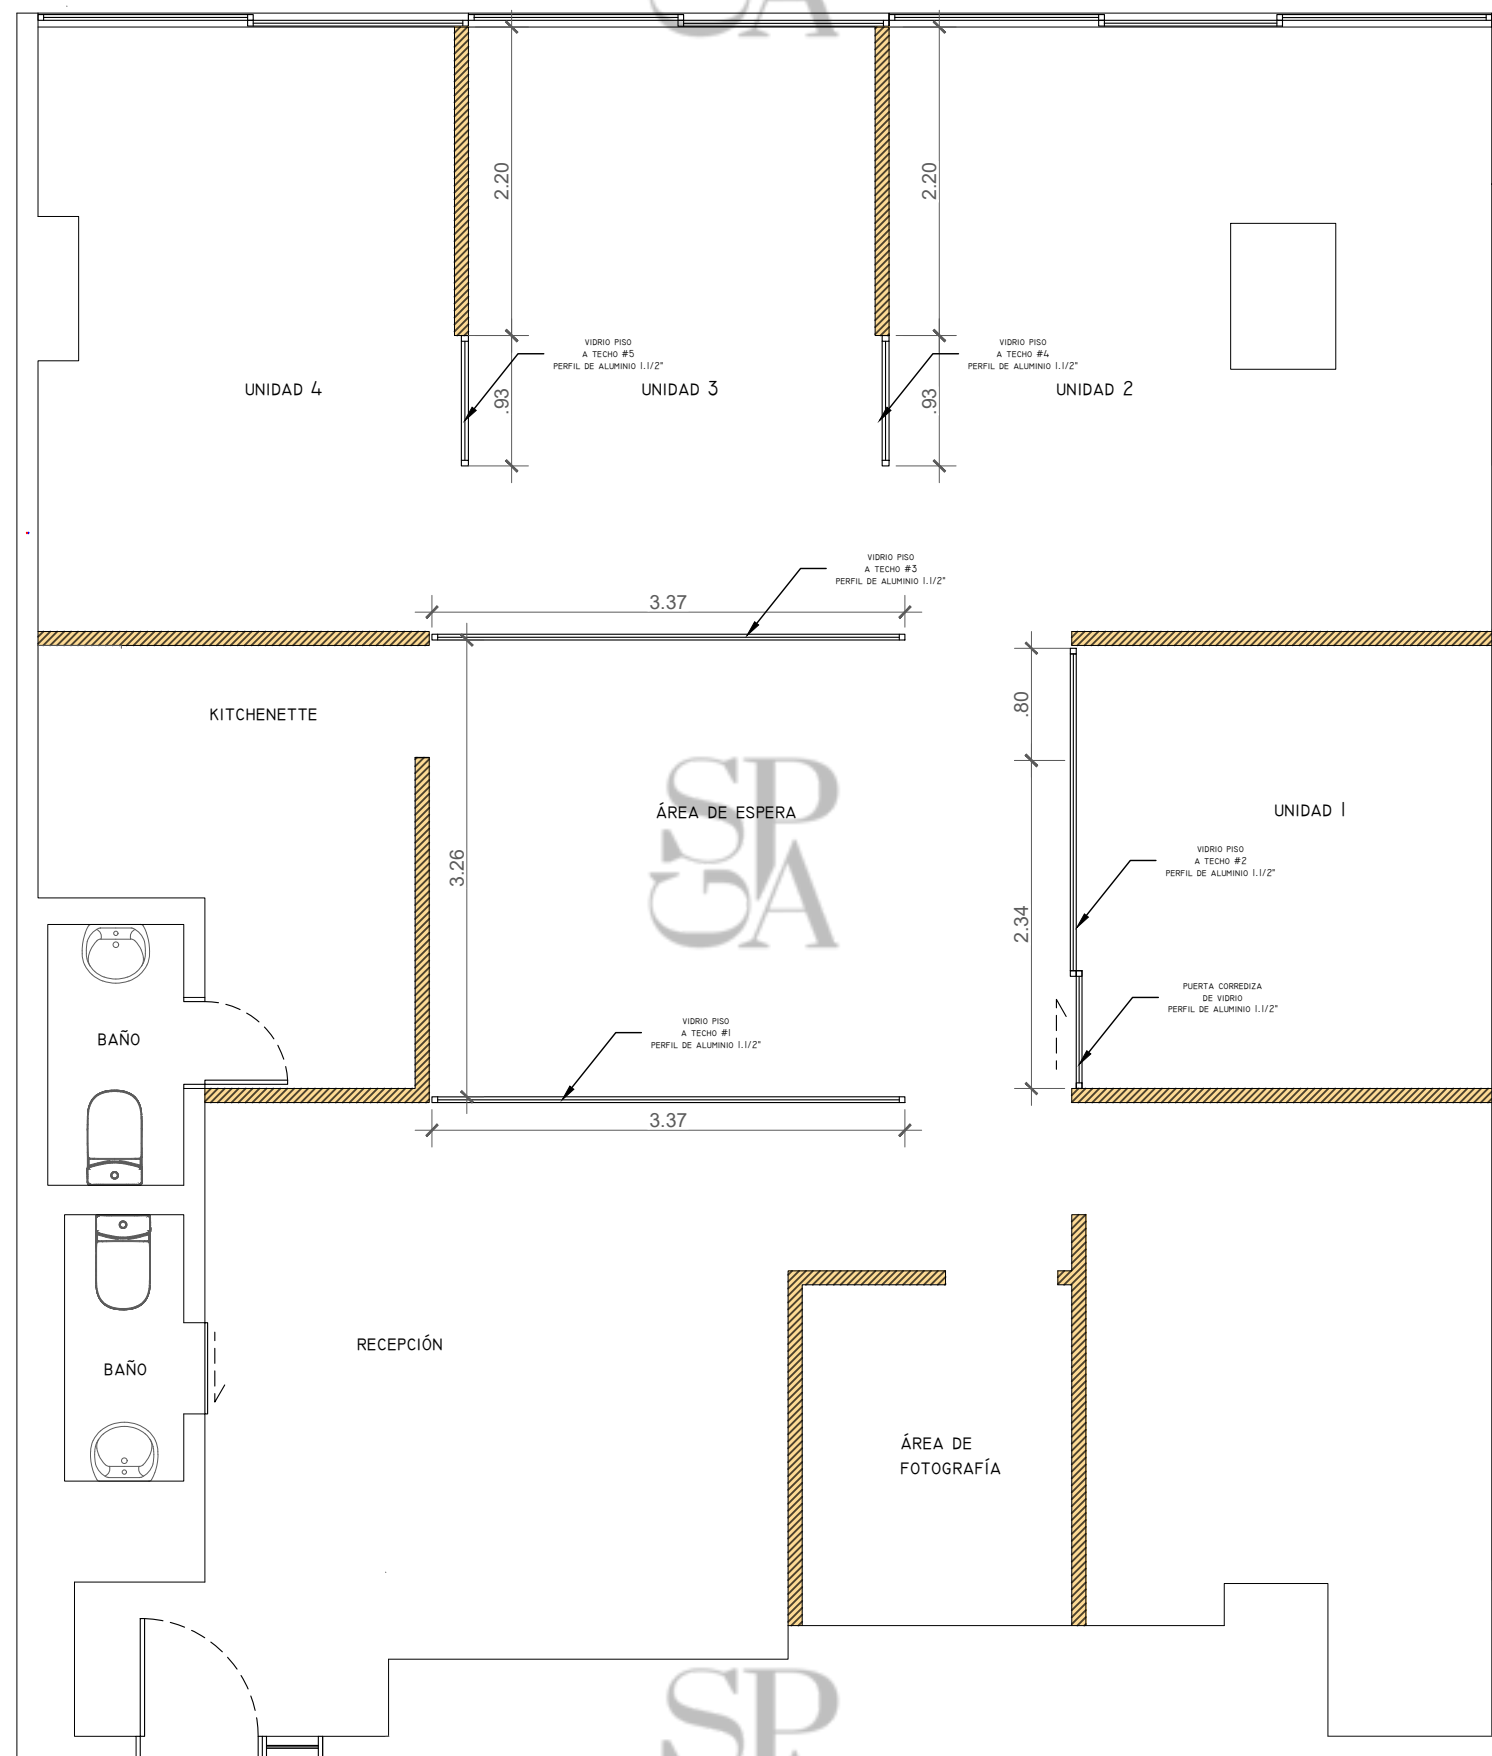 2.20
2.20
VIDRIO PISO
A TECHO #5
PERFIL DE ALUMINIO 1.1/2"
VIDRIO PISO
A TECHO #4
PERFIL DE ALUMINIO 1.1/2"
UNIDAD 4
.93
UNIDAD 3
.93
UNIDAD 2
VIDRIO PISO
A TECHO #3
PERFIL DE ALUMINIO 1.1/2"
3.37
.80
KITCHENETTE
ÁREA DE ESPERA
UNIDAD 1
SP
GA
3.26
VIDRIO PISO
A TECHO #2
PERFIL DE ALUMINIO 1.1/2"
2.34
PUERTA CORREDIZA
DE VIDRIO
PERFIL DE ALUMINIO 1.1/2"
VIDRIO PISO
A TECHO #1
PERFIL DE ALUMINIO 1.1/2"
BAÑO
3.37
RECEPCIÓN
BAÑO
ÁREA DE
FOTOGRAFÍA
SP